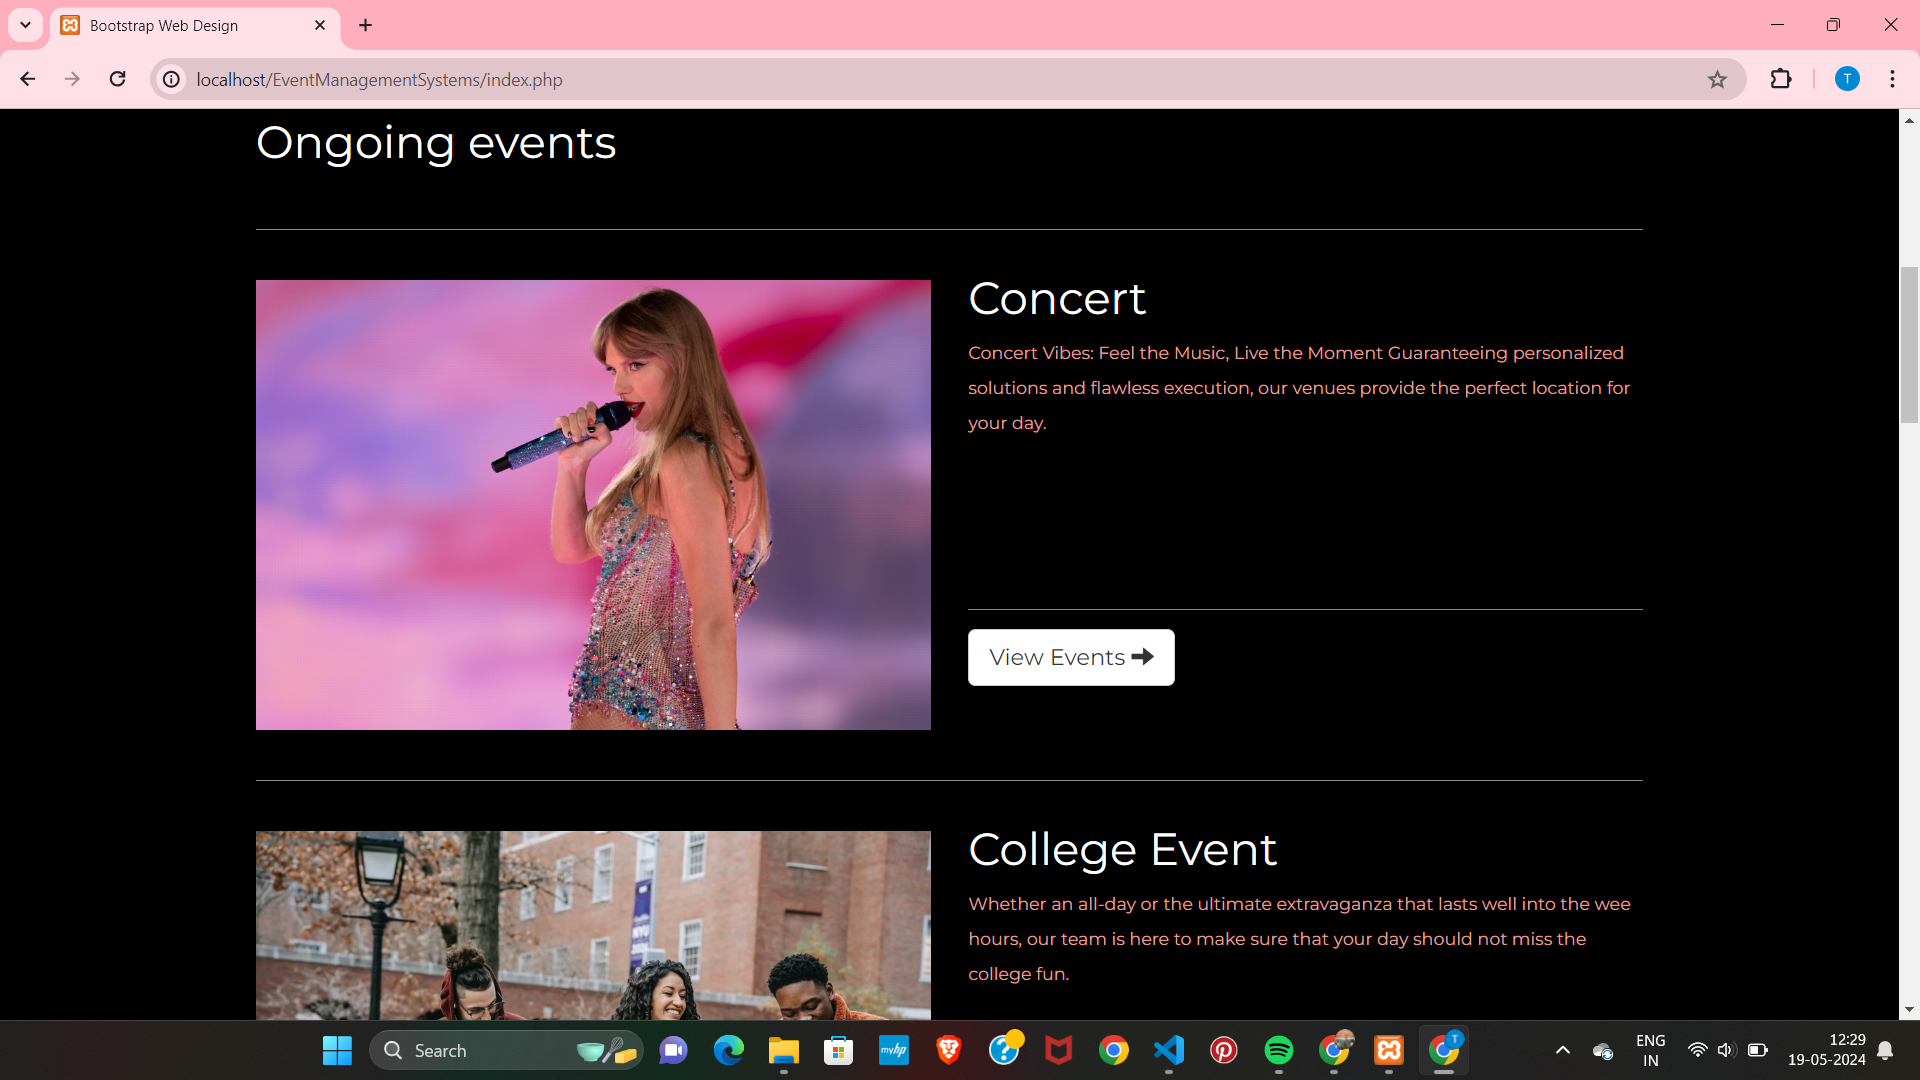 Bootstrap Web Design
localhost/EventManagementSystems/index.php
T
Ongoing events
Concert
Concert Vibes: Feel the Music, Live the Moment Guaranteeing personalized
solutions and flawless execution, our venues provide the perfect location for
your day.
View Events
College Event
Whether an all-day or the ultimate extravaganza that lasts well into the wee
hours, our team is here to make sure that your day should not miss the
college fun.
NYU
Search
myhp
?
T
ENG
IN
12:29
19-05-2024